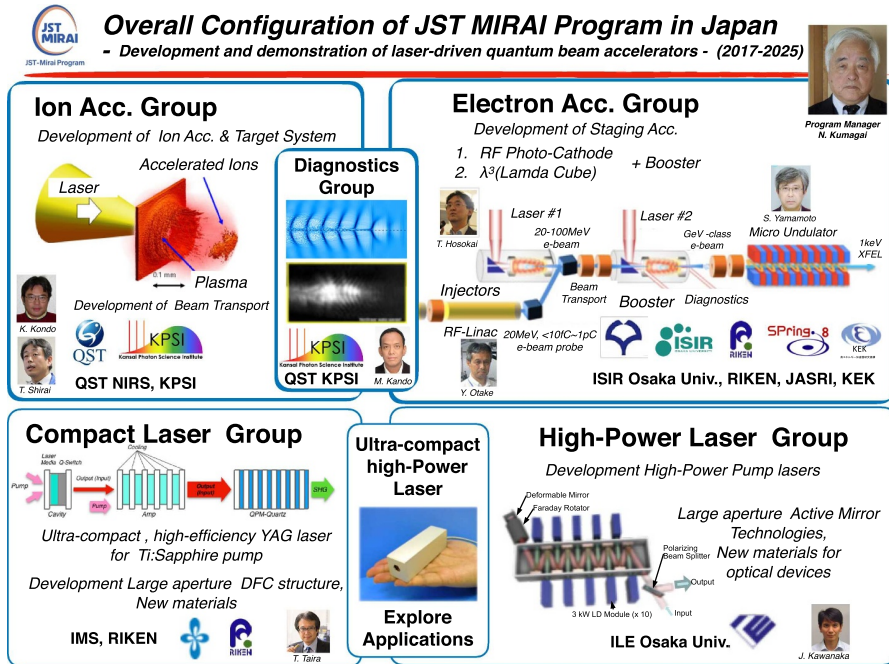 JST
MIRAI
JST-Mirai Program
Overall Configuration of JST MIRAI Program in Japan
- Development and demonstration of laser-driven quantum beam accelerators - (2017-2025)
Program Manager
N. Kumagai
Ion Acc. Group
Development of Ion Acc. & Target System
Accelerated Ions
Laser
0.1 mm
Plasma
Development of Beam Transport
K. Kondo
T. Shirai
QST
KPSI
Kansai Photon Science Institute
QST NIRS, KPSI
Diagnostics
Group
KPSI
Kansai Photon Science Institute
QST KPSI
M. Kando
Electron Acc. Group
Development of Staging Acc.
1. RF Photo-Cathode
2. λ³(Lamda Cube)
+ Booster
T. Hosokai
Laser #1
Laser #2
S. Yamamoto
20-100MeV
e-beam
GeV -class
e-beam
Micro Undulator
1keV
XFEL
Injectors
Beam
Transport
Booster
Diagnostics
RF-Linac
20MeV, <10fC~1pC
e-beam probe
Y. Otake
ISIR
OSAKA UNIVERSITY
RIKEN
SPring-8
KEK
ISIR Osaka Univ., RIKEN, JASRI, KEK
Compact Laser Group
Cooling
Laser
Media Q-Switch
Output (Input)
Output
(Input)
SHG
Pump
Pump
Cavity
Amp
QPM-Quartz
Ultra-compact , high-efficiency YAG laser
for Ti:Sapphire pump
Development Large aperture DFC structure,
New materials
IMS, RIKEN
RIKEN
T. Taira
Ultra-compact
high-Power
Laser
Explore
Applications
High-Power Laser Group
Development High-Power Pump lasers
Deformable Mirror
Faraday Rotator
Large aperture Active Mirror
Technologies,
New materials for
optical devices
Polarizing
Beam Splitter
Output
Input
3 kW LD Module (x 10)
ILE Osaka Univ.
J. Kawanaka